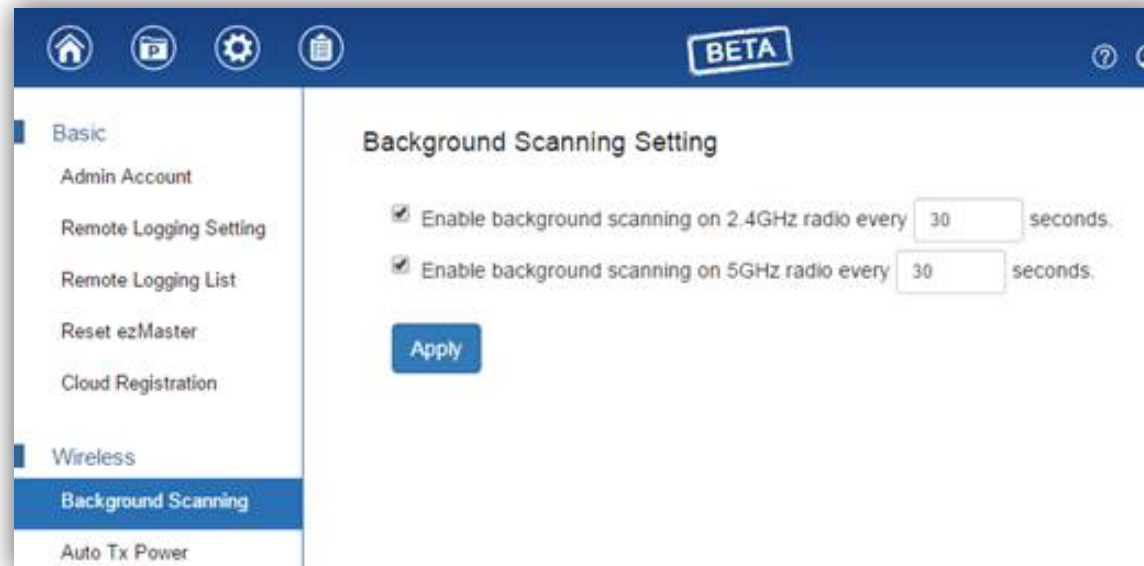 P
BETA
?
Basic
Admin Account
Remote Logging Setting
Remote Logging List
Reset ezMaster
Cloud Registration
Wireless
Background Scanning
Auto Tx Power
Background Scanning Setting
Enable background scanning on 2.4GHz radio every 30 seconds.
Enable background scanning on 5GHz radio every 30 seconds.
Apply